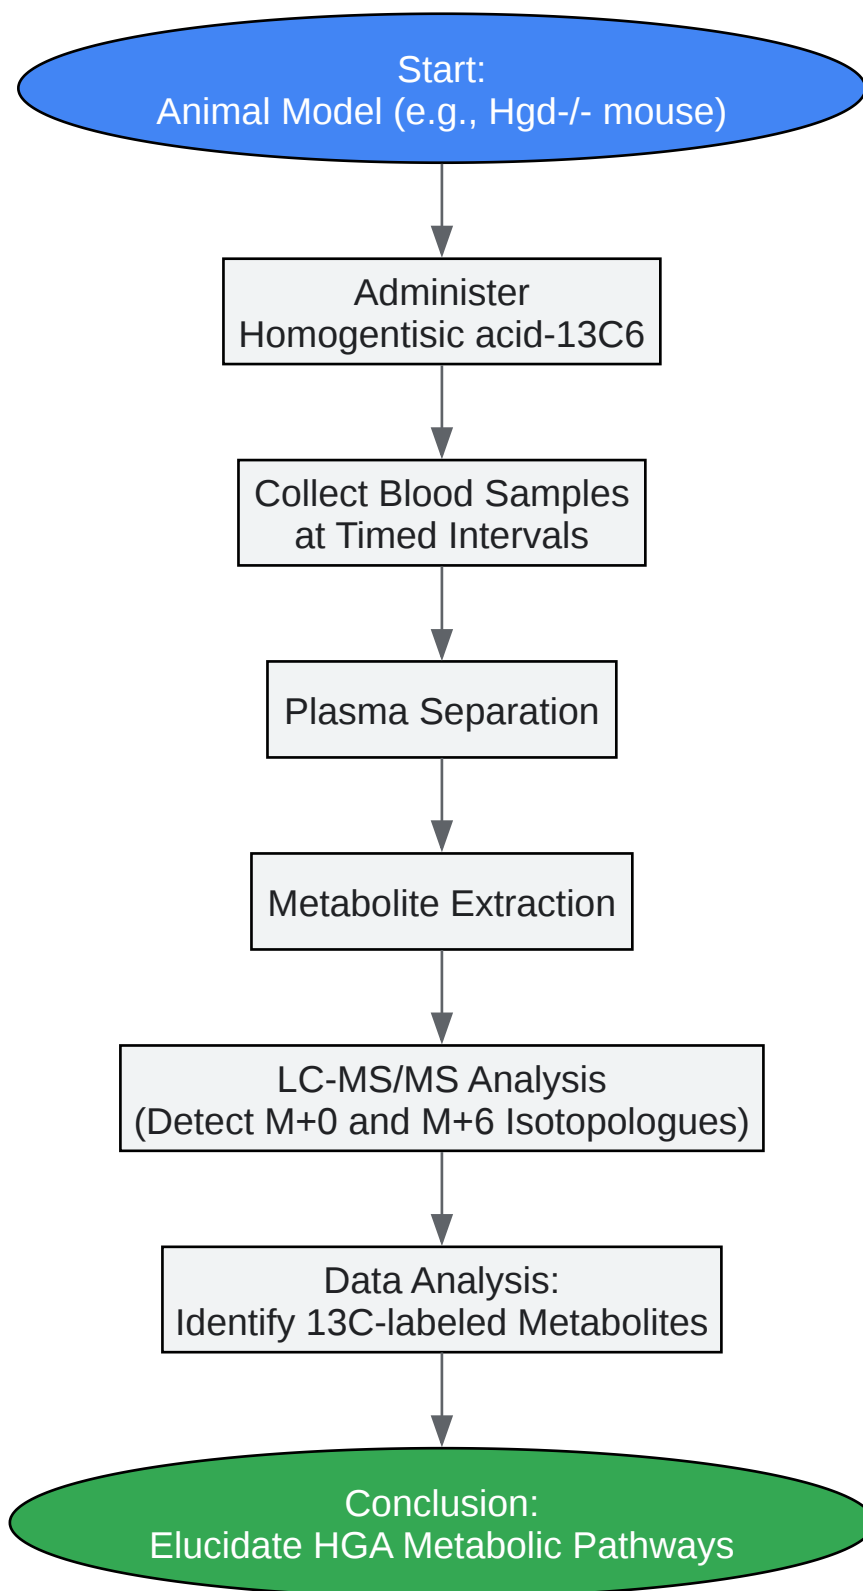 Start:
Animal Model (e.g., Hgd-/- mouse)
Administer
Homogentisic acid-13C6
Collect Blood Samples
at Timed Intervals
Plasma Separation
Metabolite Extraction
LC-MS/MS Analysis
(Detect M+0 and M+6 Isotopologues)
Data Analysis:
Identify 13C-labeled Metabolites
Conclusion:
Elucidate HGA Metabolic Pathways